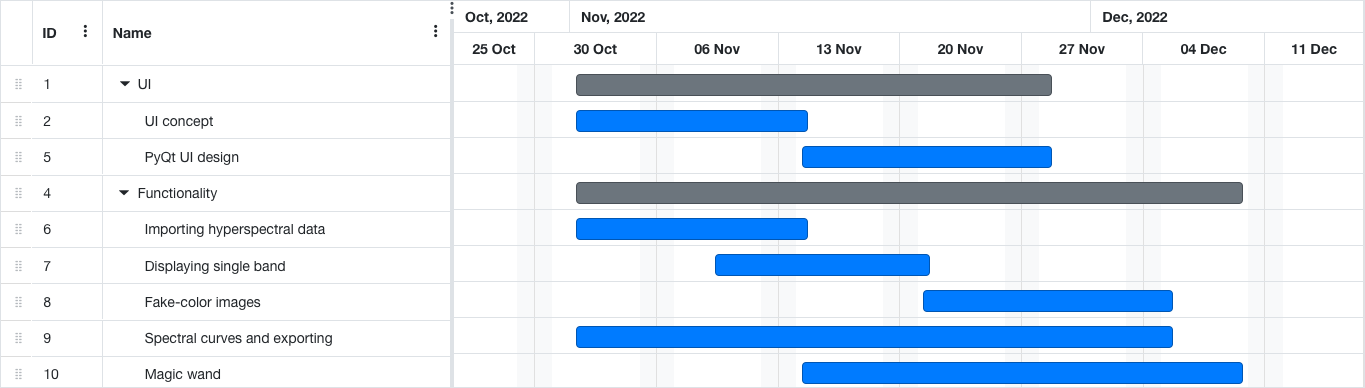 ID Name Oct, 2022 Nov, 2022 Dec, 2022
25 Oct 30 Oct 06 Nov 13 Nov 20 Nov 27 Nov 04 Dec 11 Dec
1 UI
2 UI concept
5 PyQt UI design
4 Functionality
6 Importing hyperspectral data
7 Displaying single band
8 Fake-color images
9 Spectral curves and exporting
10 Magic wand